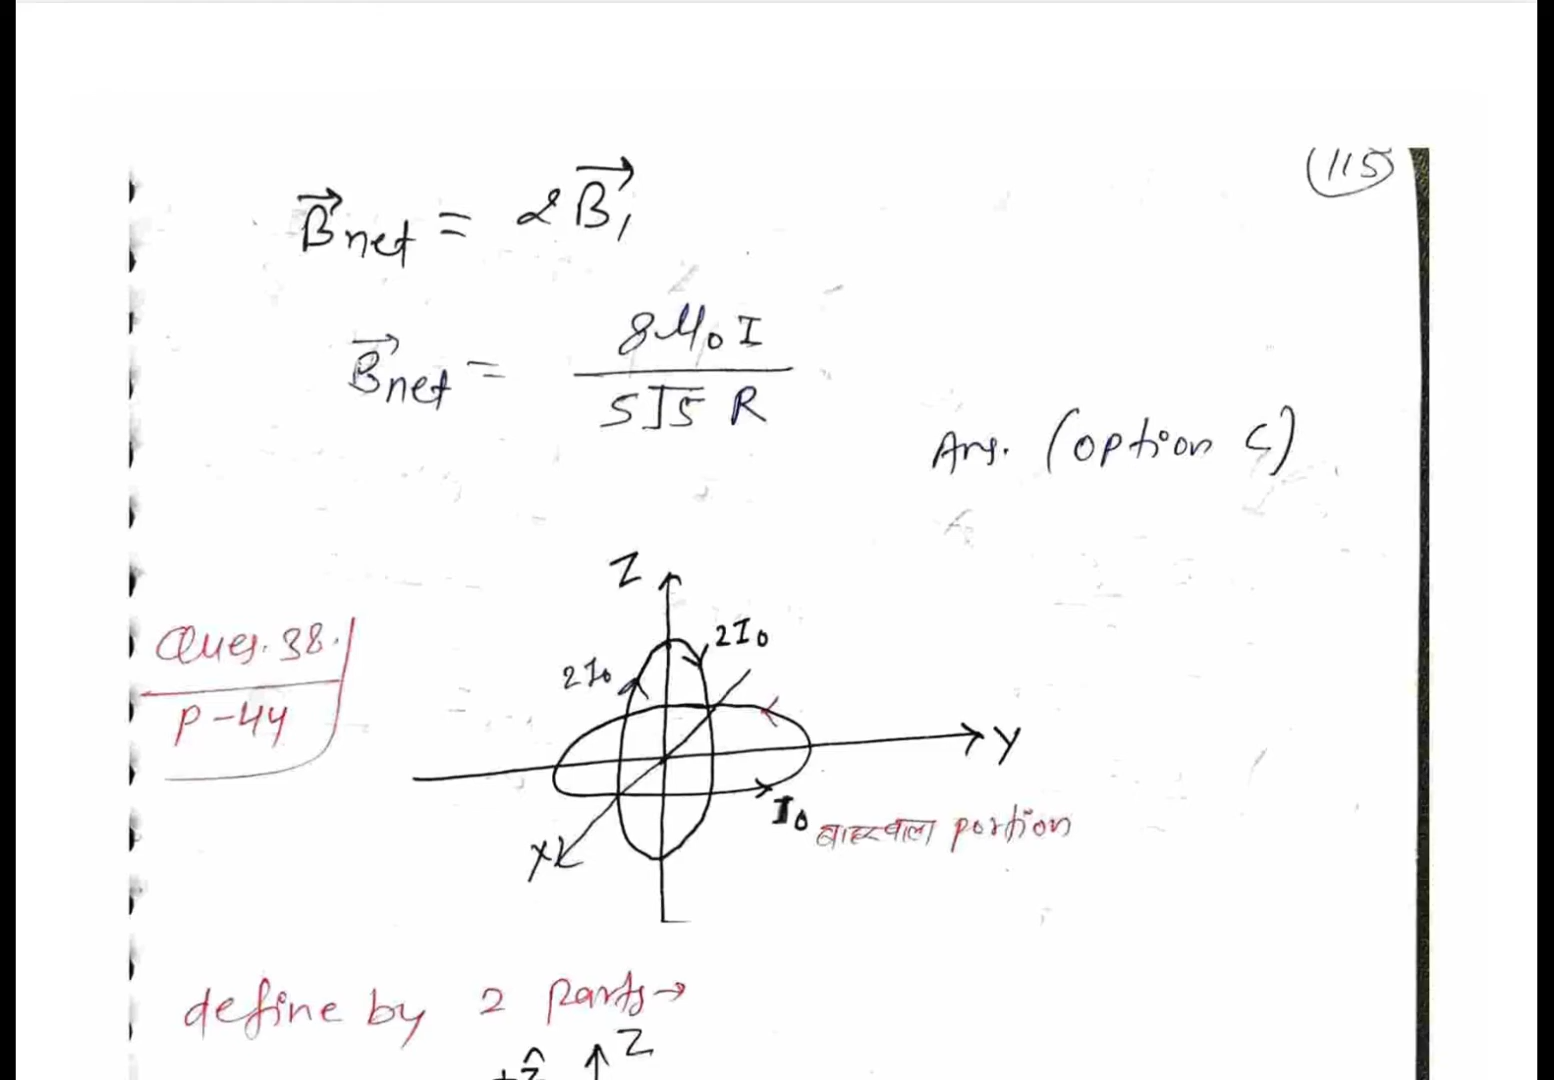 (115)
B⃗net = 2B⃗1
B⃗net = 8μ₀I / 5√5 R
Ans. (option C)
Ques. 38.
P-44
Z
2I₀
2I₀
Y
I₀ बाहरवाला portion
X
define by 2 parts→
+ẑ ↑ Z